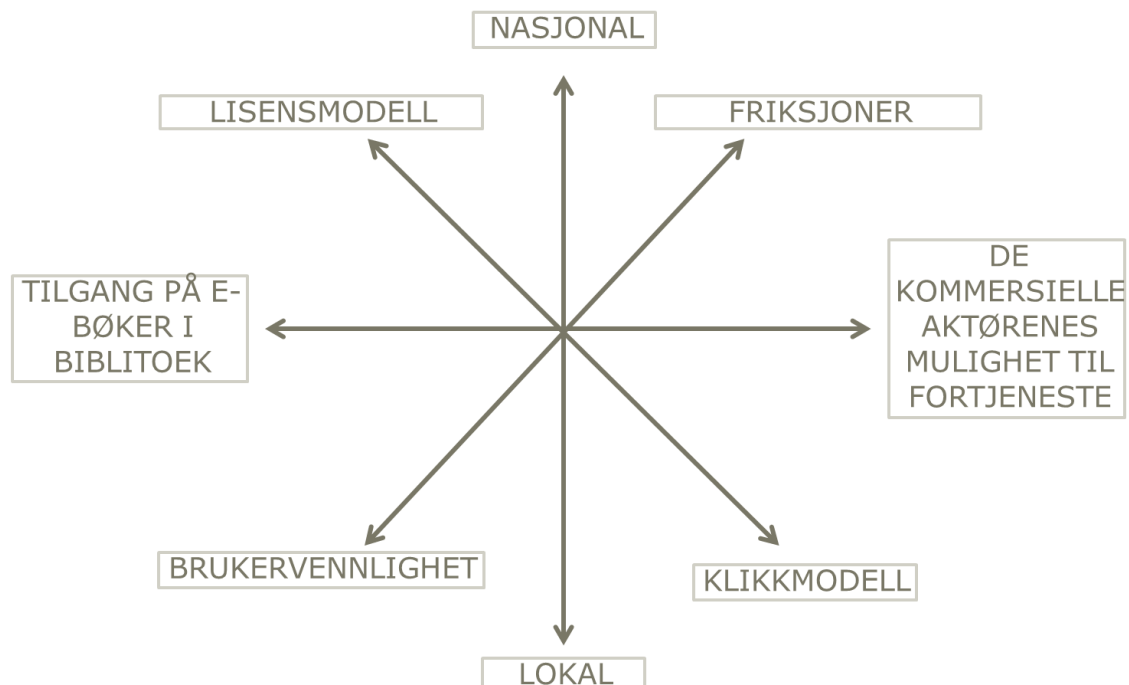 NASJONAL
LISENSMODELL
FRIKSJONER
TILGANG PÅ E-
BØKER I
BIBLITOEK
DE
KOMMERSIELLE
AKTØRENES
MULIGHET TIL
FORTJENESTE
BRUKERVENNLIGHET
KLIKKMODELL
LOKAL